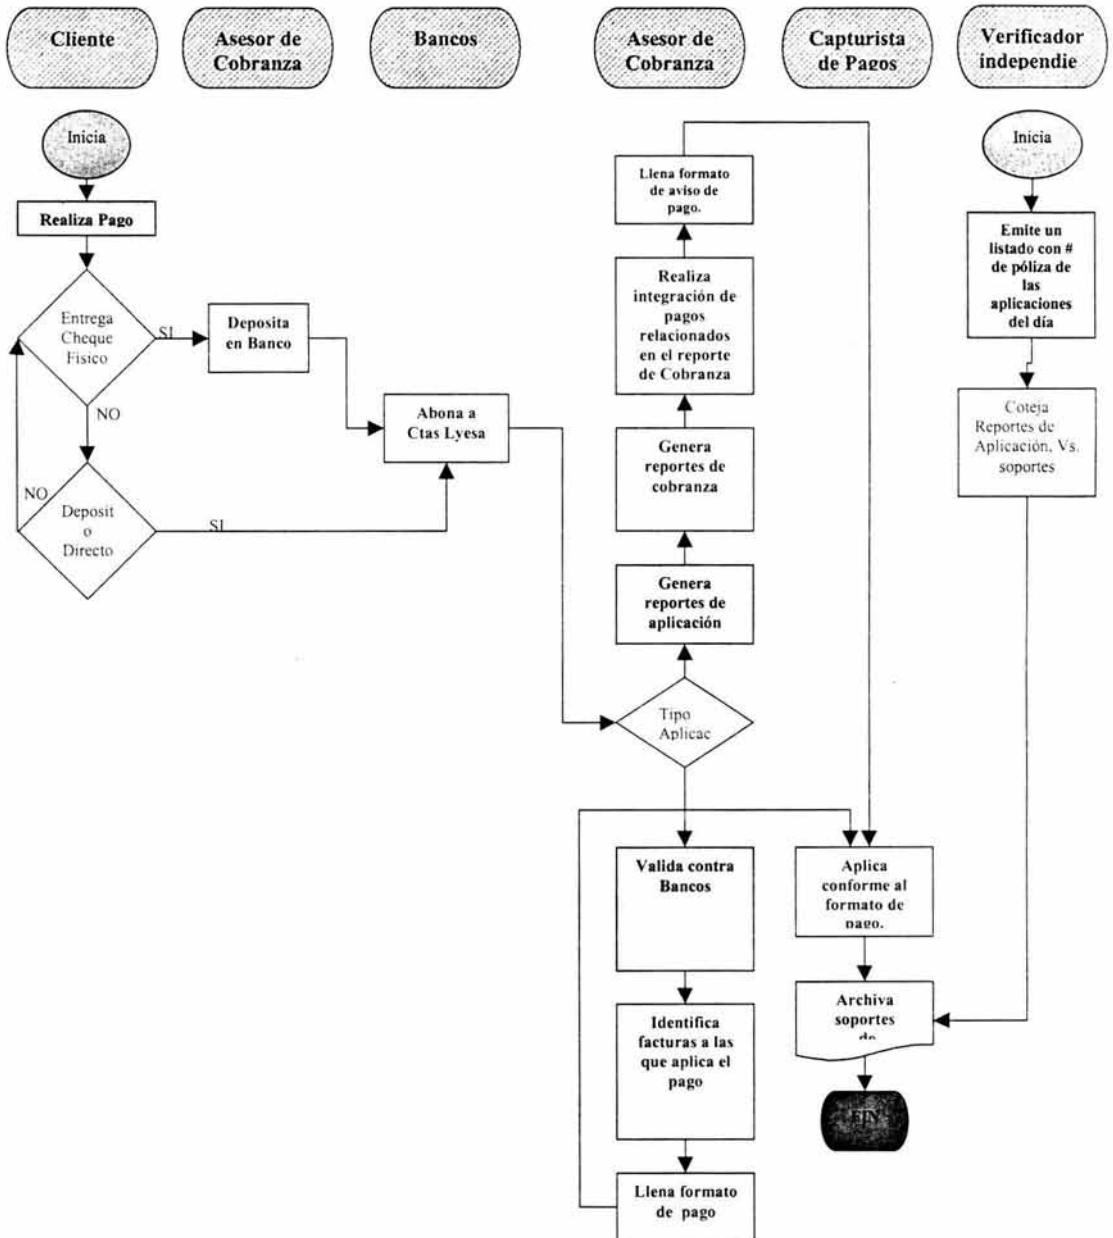 Cliente
Asesor de
Cobranza
Bancos
Asesor de
Cobranza
Capturista
de Pagos
Verificador
independie
Inicia
Realiza Pago
Entrega
Cheque
Fisico
SI
NO
Deposita
en Banco
Abona a
Ctas Lyesa
NO
Deposit
o
Directo
SI
Llena formato
de aviso de
pago.
Realiza
integración de
pagos
relacionados
en el reporte
de Cobranza
Genera
reportes de
cobranza
Genera
reportes de
aplicación
Tipo
Aplicac
Valida contra
Bancos
Identifica
facturas a las
que aplica el
pago
Llena formato
de pago
Aplica
conforme al
formato de
pago.
Archiva
soportes
de
FIN
Inicia
Emite un
listado con #
de póliza de
las
aplicaciones
del día
Coteja
Reportes de
Aplicación, Vs.
soportes